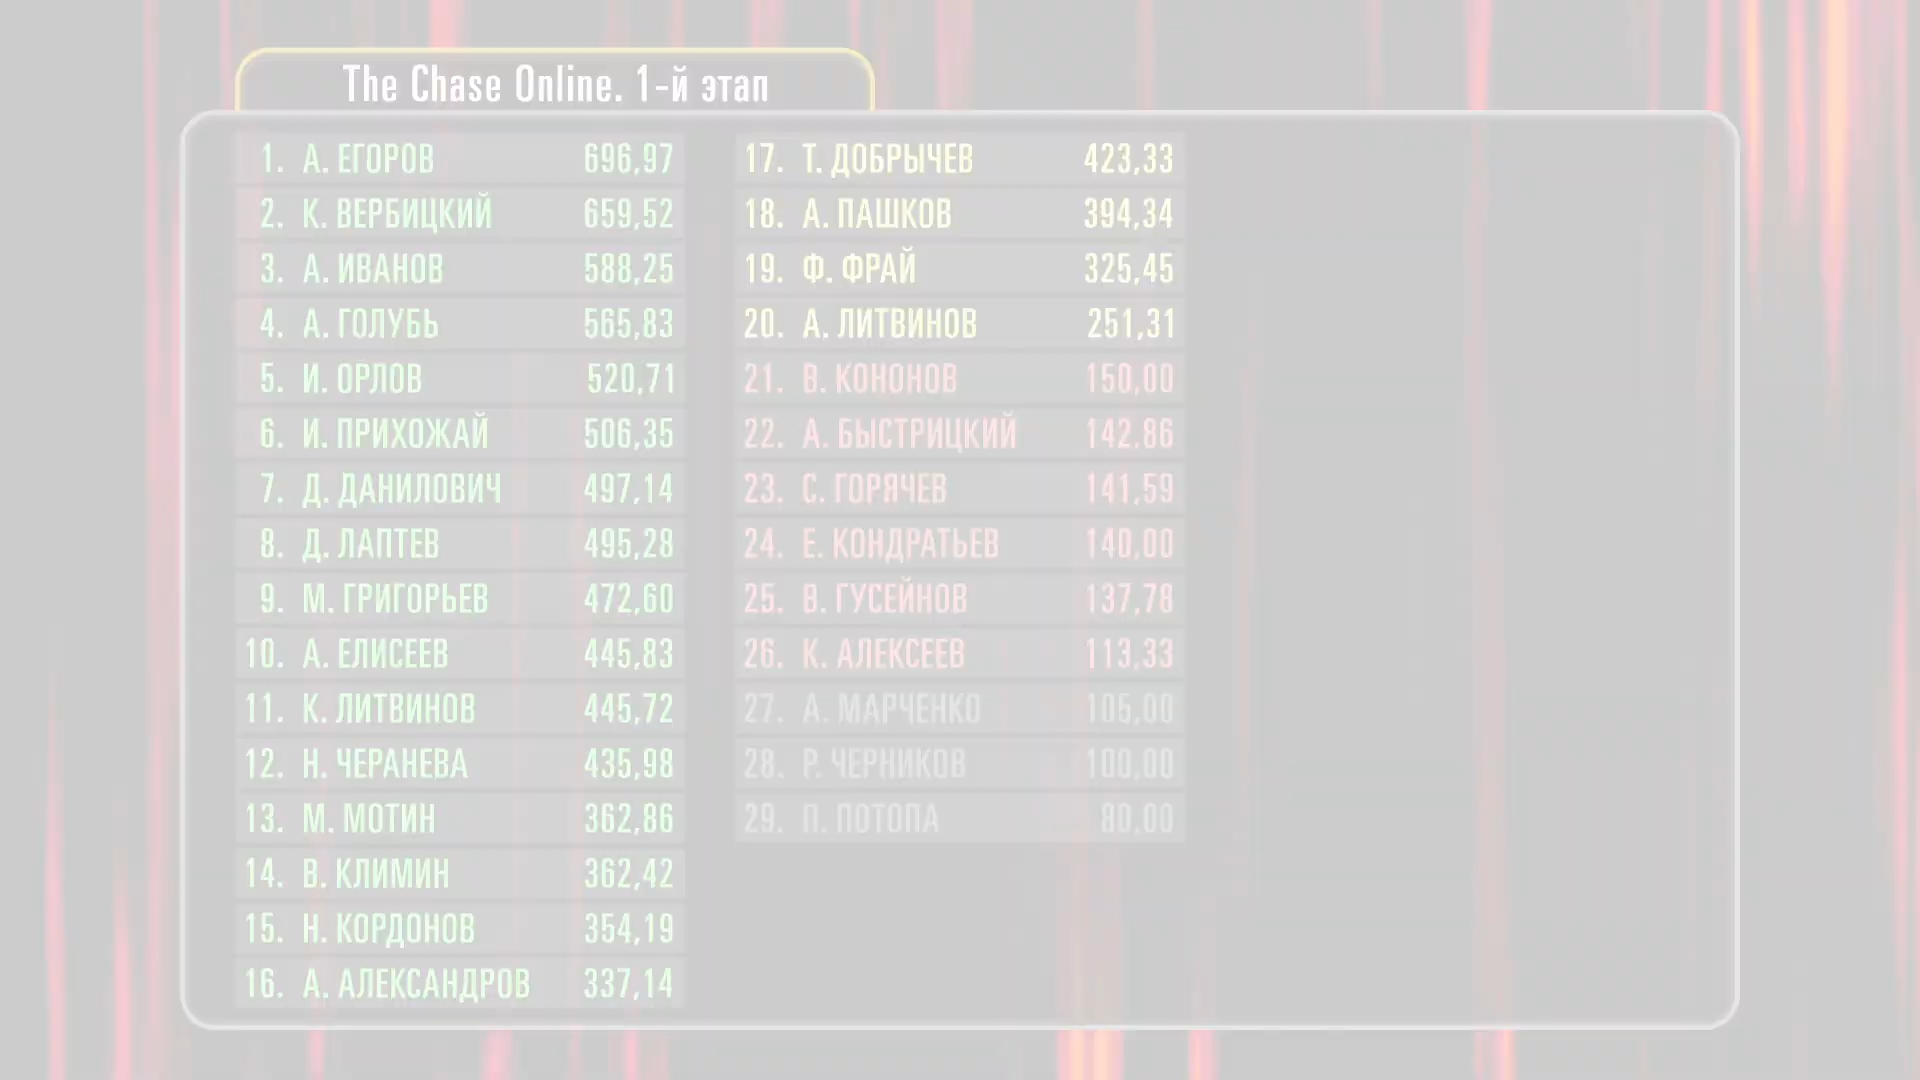 The Chase Online. 1-й этап
1. А. ЕГОРОВ 696,97
2. К. ВЕРБИЦКИЙ 659,52
3. А. ИВАНОВ 588,25
4. А. ГОЛУБЬ 565,83
5. И. ОРЛОВ 520,71
6. И. ПРИХОЖАЙ 506,35
7. Д. ДАНИЛОВИЧ 497,14
8. Д. ЛАПТЕВ 495,28
9. М. ГРИГОРЬЕВ 472,60
10. А. ЕЛИСЕЕВ 445,83
11. К. ЛИТВИНОВ 445,72
12. Н. ЧЕРАНЕВА 435,98
13. М. МОТИН 362,86
14. В. КЛИМИН 362,42
15. Н. КОРДОНОВ 354,19
16. А. АЛЕКСАНДРОВ 337,14
17. Т. ДОБРЫЧЕВ 423,33
18. А. ПАШКОВ 394,34
19. Ф. ФРАЙ 325,45
20. А. ЛИТВИНОВ 251,31
21. В. КОНОНОВ 150,00
22. А. БЫСТРИЦКИЙ 142.86
23. С. ГОРЯЧЕВ 141,59
24. Е. КОНДРАТЬЕВ 140,00
25. В. ГУСЕЙНОВ 137,78
26. К. АЛЕКСЕЕВ 113,33
27. А. МАРЧЕНКО 105,00
28. Р. ЧЕРНИКОВ 100,00
29. П. ПОТОПА 80,00